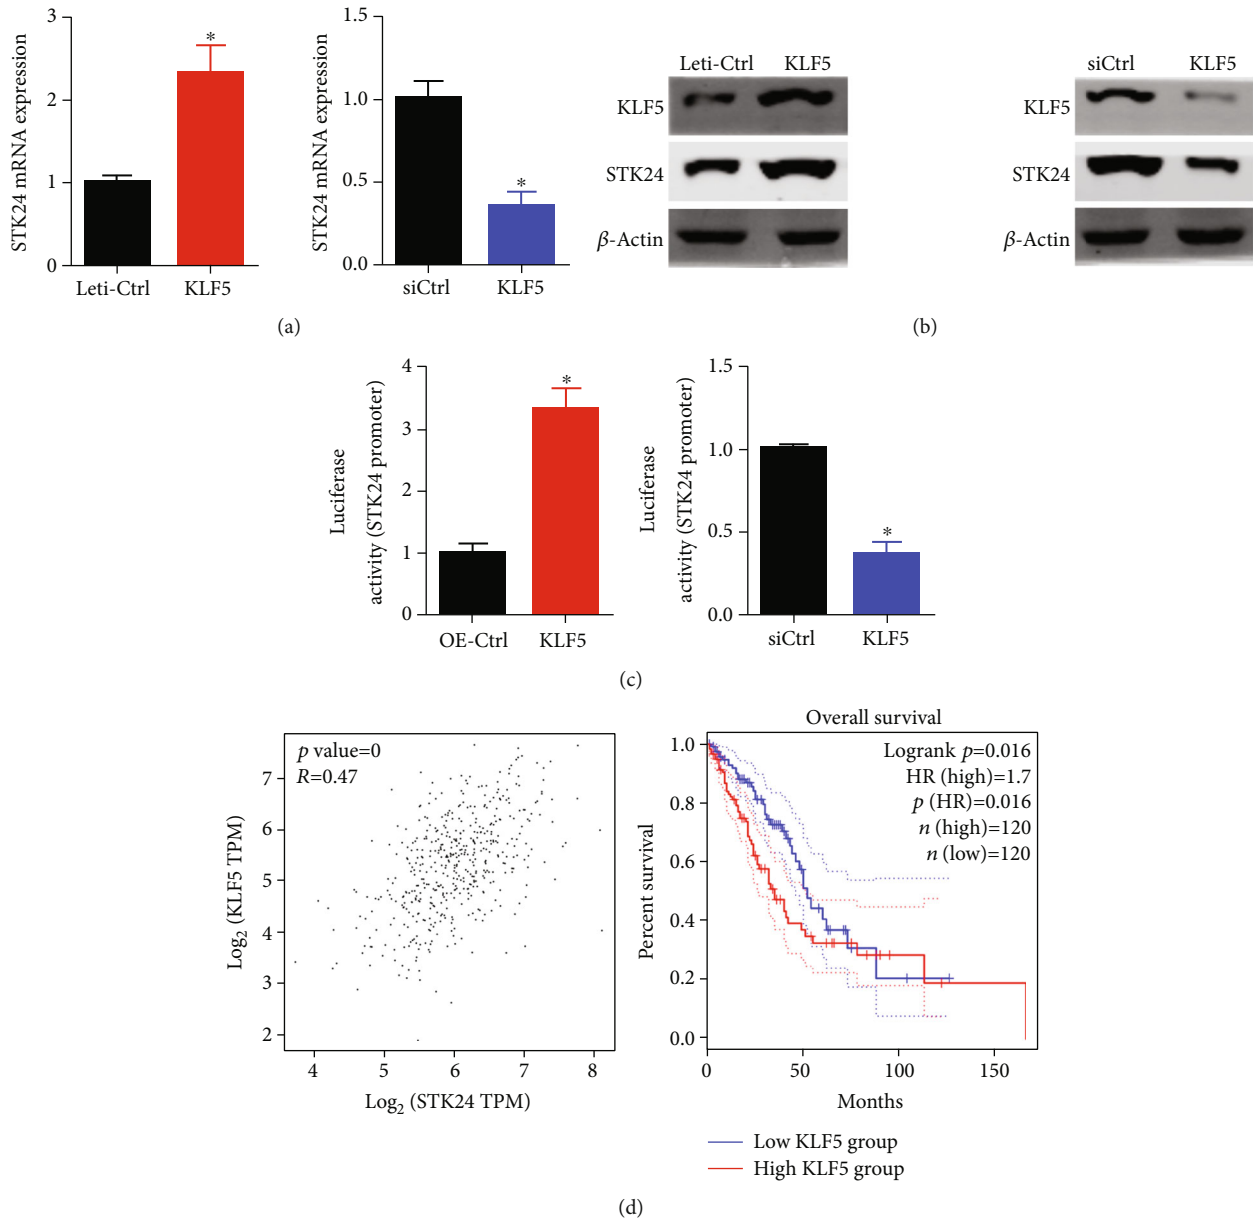 STK24 mRNA expression
3
2
1
0
*
Leti-Ctrl
KLF5
STK24 mRNA expression
1.5
1.0
0.5
0.0
*
siCtrl
KLF5
(a)
Leti-Ctrl
KLF5
KLF5
STK24
β-Actin
siCtrl
KLF5
KLF5
STK24
β-Actin
(b)
Luciferase
activity (STK24 promoter)
4
3
2
1
0
*
OE-Ctrl
KLF5
Luciferase
activity (STK24 promoter)
1.5
1.0
0.5
0.0
*
siCtrl
KLF5
(c)
p value=0
R=0.47
Log2 (KLF5 TPM)
7
6
5
4
3
2
4
5
6
7
8
Log2 (STK24 TPM)
Overall survival
Logrank p=0.016
HR (high)=1.7
p (HR)=0.016
n (high)=120
n (low)=120
Percent survival
1.0
0.8
0.6
0.4
0.2
0.0
0
50
100
150
Months
Low KLF5 group
High KLF5 group
(d)